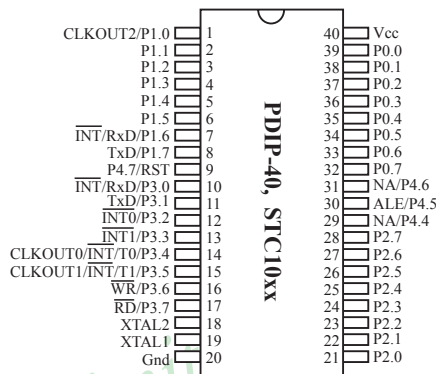 CLKOUT2/P1.0 1 40 Vcc
P1.1 2 39 P0.0
P1.2 3 38 P0.1
P1.3 4 37 P0.2
P1.4 5 36 P0.3
P1.5 6 35 P0.4
INT/RxD/P1.6 7 34 P0.5
TxD/P1.7 8 33 P0.6
P4.7/RST 9 32 P0.7
INT/RxD/P3.0 10 31 NA/P4.6
TxD/P3.1 11 30 ALE/P4.5
INT0/P3.2 12 29 NA/P4.4
INT1/P3.3 13 28 P2.7
CLKOUT0/INT/T0/P3.4 14 27 P2.6
CLKOUT1/INT/T1/P3.5 15 26 P2.5
WR/P3.6 16 25 P2.4
RD/P3.7 17 24 P2.3
XTAL2 18 23 P2.2
XTAL1 19 22 P2.1
Gnd 20 21 P2.0
PDIP-40, STC10xx